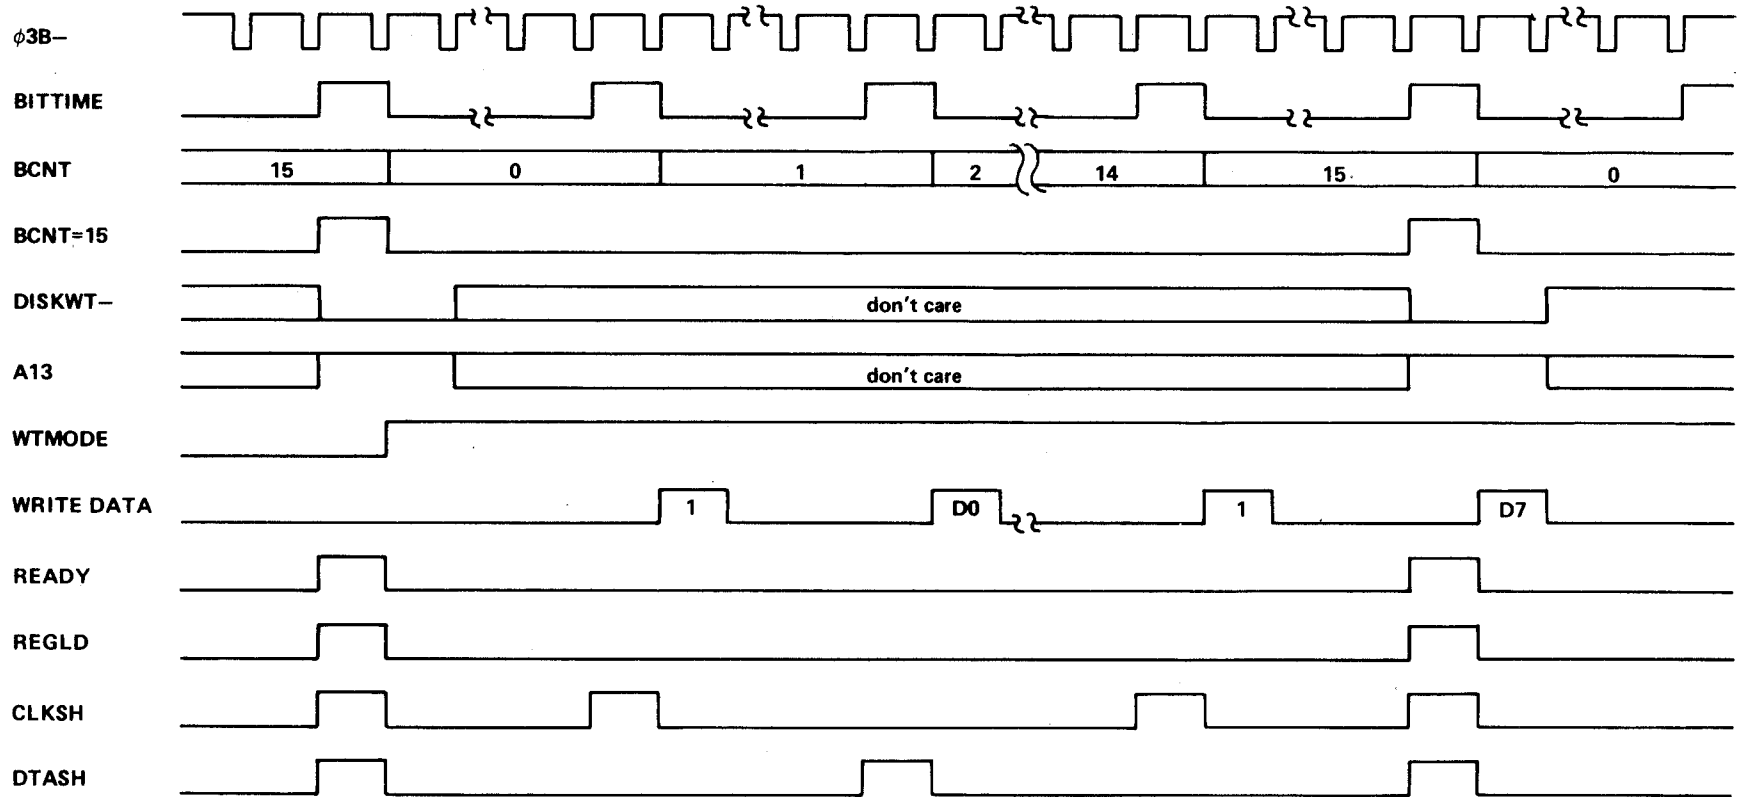 ϕ3B–
BITTIME
BCNT 15 0 1 2 14 15 0
BCNT=15
DISKWT– don't care
A13 don't care
WTMODE
WRITE DATA 1 D0 1 D7
READY
REGLD
CLKSH
DTASH